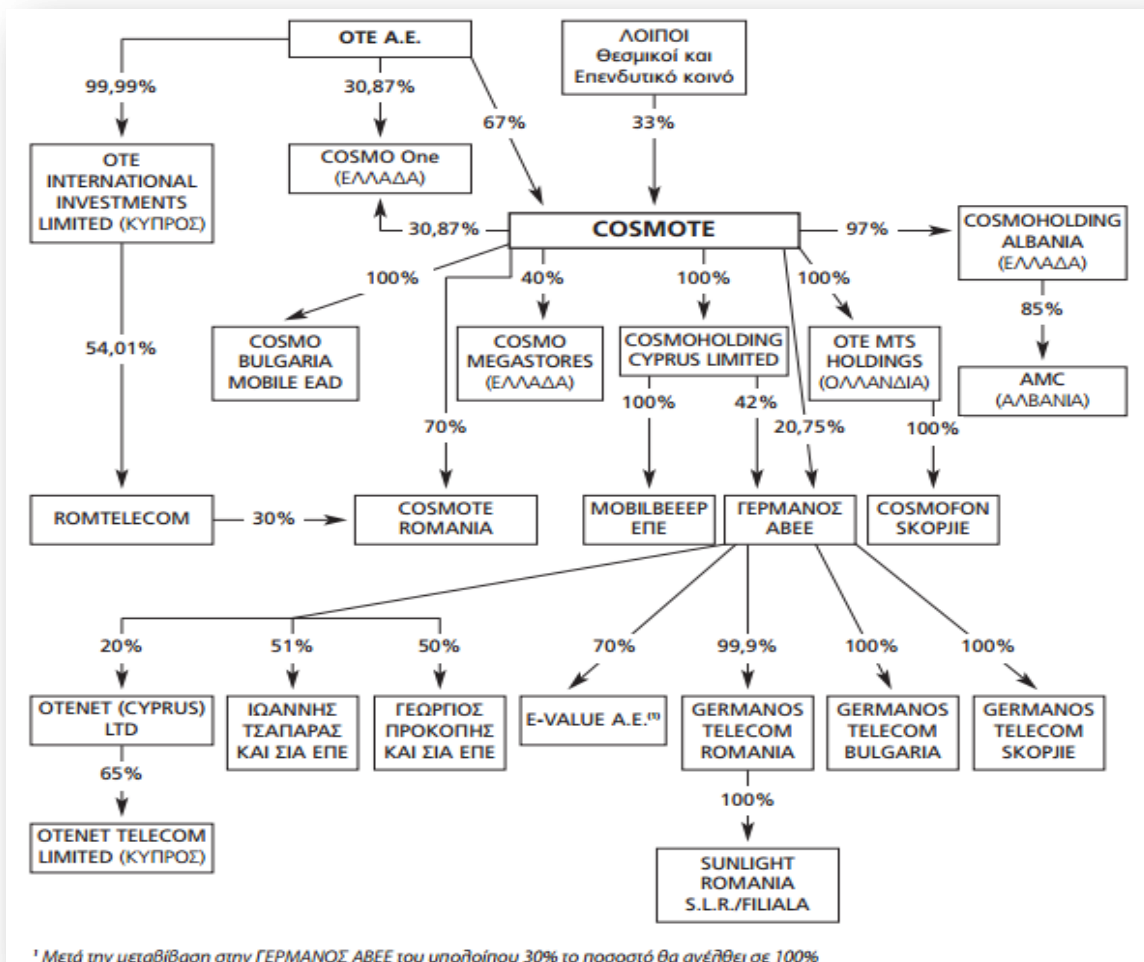 ΟΤΕ Α.Ε.
ΛΟΙΠΟΙ
Θεσμικοί και
Επενδυτικό κοινό
99,99%
30,87%
67%
33%
ΟΤΕ
INTERNATIONAL
INVESTMENTS
LIMITED (ΚΥΠΡΟΣ)
COSMO One
(ΕΛΛΑΔΑ)
30,87%
COSMOTE
97%
COSMOHOLDING
ALBANIA
(ΕΛΛΑΔΑ)
100%
40%
100%
100%
85%
54,01%
COSMO
BULGARIA
MOBILE EAD
COSMO
MEGASTORES
(ΕΛΛΑΔΑ)
COSMOHOLDING
CYPRUS LIMITED
OTE MTS
HOLDINGS
(ΟΛΛΑΝΔΙΑ)
AMC
(ΑΛΒΑΝΙΑ)
70%
100%
42%
20,75%
100%
ROMTELECOM
30%
COSMOTE
ROMANIA
MOBILBEEEP
ΕΠΕ
ΓΕΡΜΑΝΟΣ
ΑΒΕΕ
COSMOFON
SKOPJIE
20%
51%
50%
70%
99,9%
100%
100%
OTENET (CYPRUS)
LTD
ΙΩΑΝΝΗΣ
ΤΣΑΠΑΡΑΣ
ΚΑΙ ΣΙΑ ΕΠΕ
ΓΕΩΡΓΙΟΣ
ΠΡΟΚΟΠΗΣ
ΚΑΙ ΣΙΑ ΕΠΕ
E-VALUE A.E.(1)
GERMANOS
TELECOM
ROMANIA
GERMANOS
TELECOM
BULGARIA
GERMANOS
TELECOM
SKOPJIE
65%
100%
OTENET TELECOM
LIMITED (ΚΥΠΡΟΣ)
SUNLIGHT
ROMANIA
S.L.R./FILIALA
¹ Μετά την μεταβίβαση στην ΓΕΡΜΑΝΟΣ ΑΒΕΕ του υπολοίπου 30% το ποσοστό θα ανέλθει σε 100%